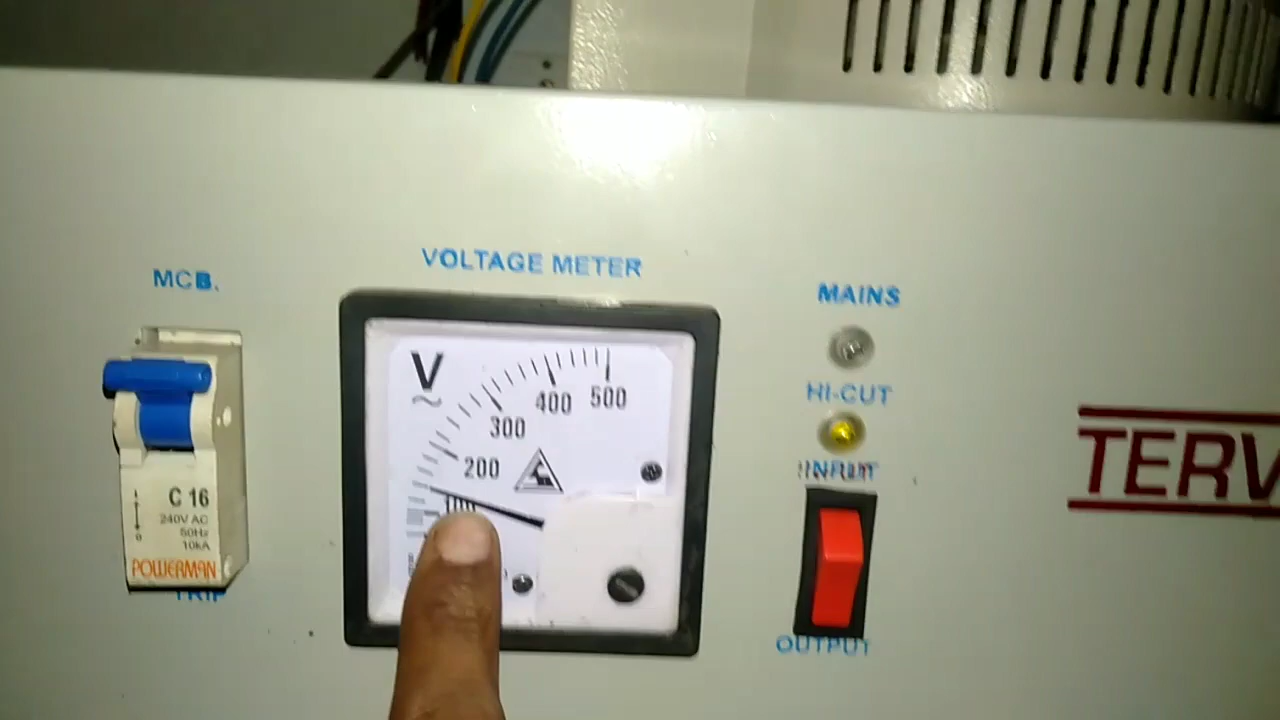 VOLTAGE METER
MCB.
MAINS
V
~
500
400
300
200
100
HI-CUT
INPUT
TERV
C 16
240V AC
50Hz
10kA
POWERMAN
TRIP
OUTPUT